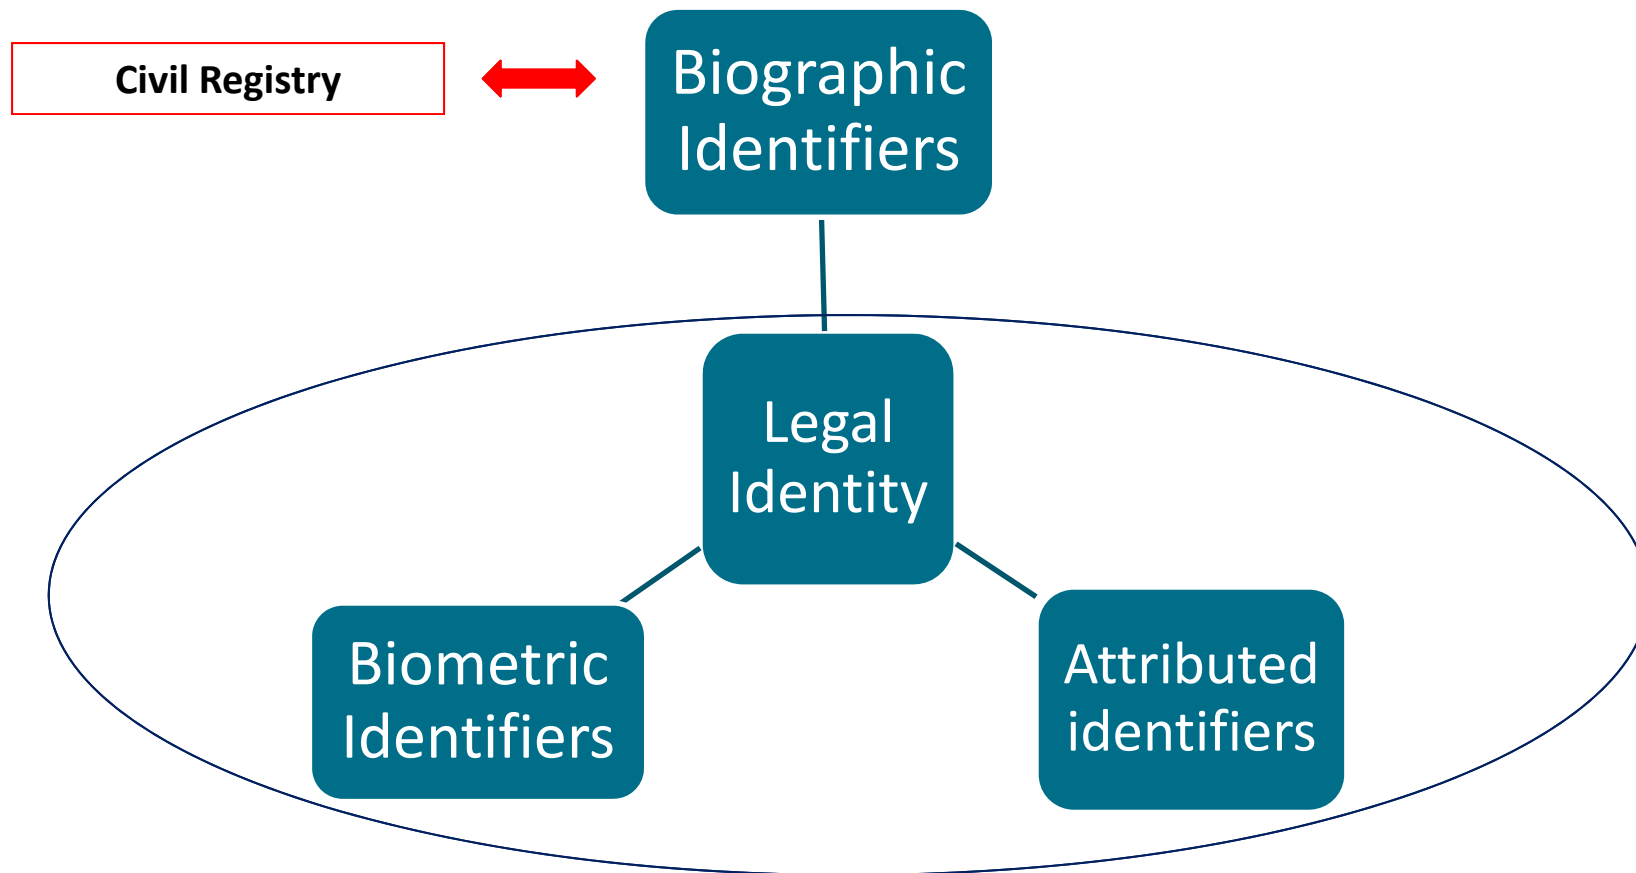 Civil Registry
Biographic
Identifiers
Legal
Identity
Biometric
Identifiers
Attributed
identifiers